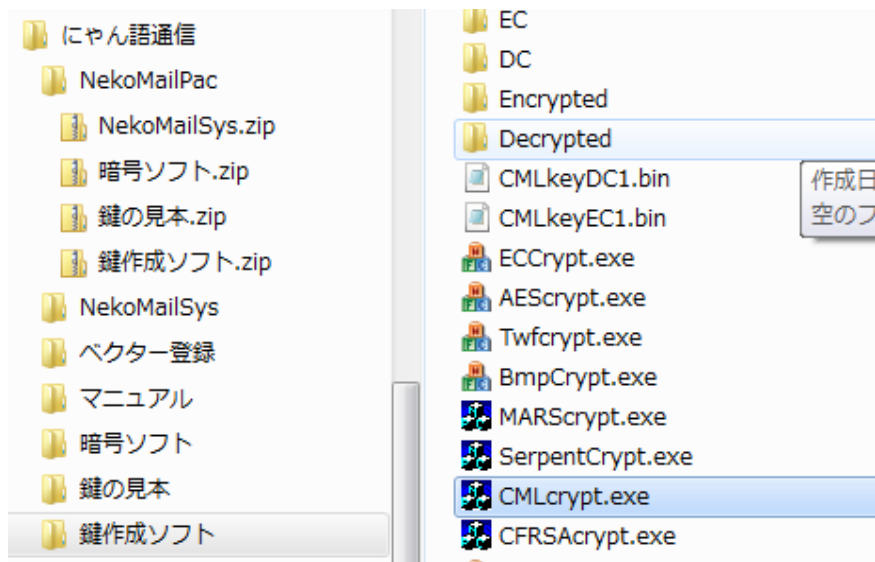 にゃん語通信
NekoMailPac
NekoMailSys.zip
暗号ソフト.zip
鍵の見本.zip
鍵作成ソフト.zip
NekoMailSys
ベクター登録
マニュアル
暗号ソフト
鍵の見本
鍵作成ソフト
EC
DC
Encrypted
Decrypted
CMLkeyDC1.bin
CMLkeyEC1.bin
ECCrypt.exe
AEScrypt.exe
Twfcrypt.exe
BmpCrypt.exe
MARScrypt.exe
SerpentCrypt.exe
CMLcrypt.exe
CFRSAcrypt.exe
作成日
空のフ